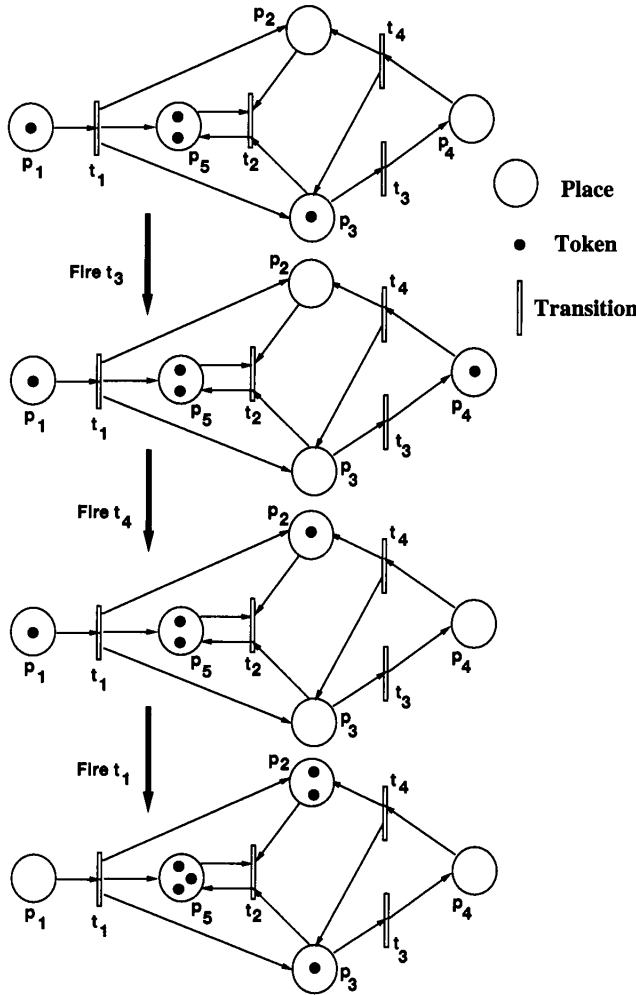 p2
t4
p1
t1
p5
t2
p4
t3
p3
Place
Token
Transition
Fire t3
p2
t4
p1
t1
p5
t2
p4
t3
p3
Fire t4
p2
t4
p1
t1
p5
t2
p4
t3
p3
Fire t1
p2
t4
p1
t1
p5
t2
p4
t3
p3